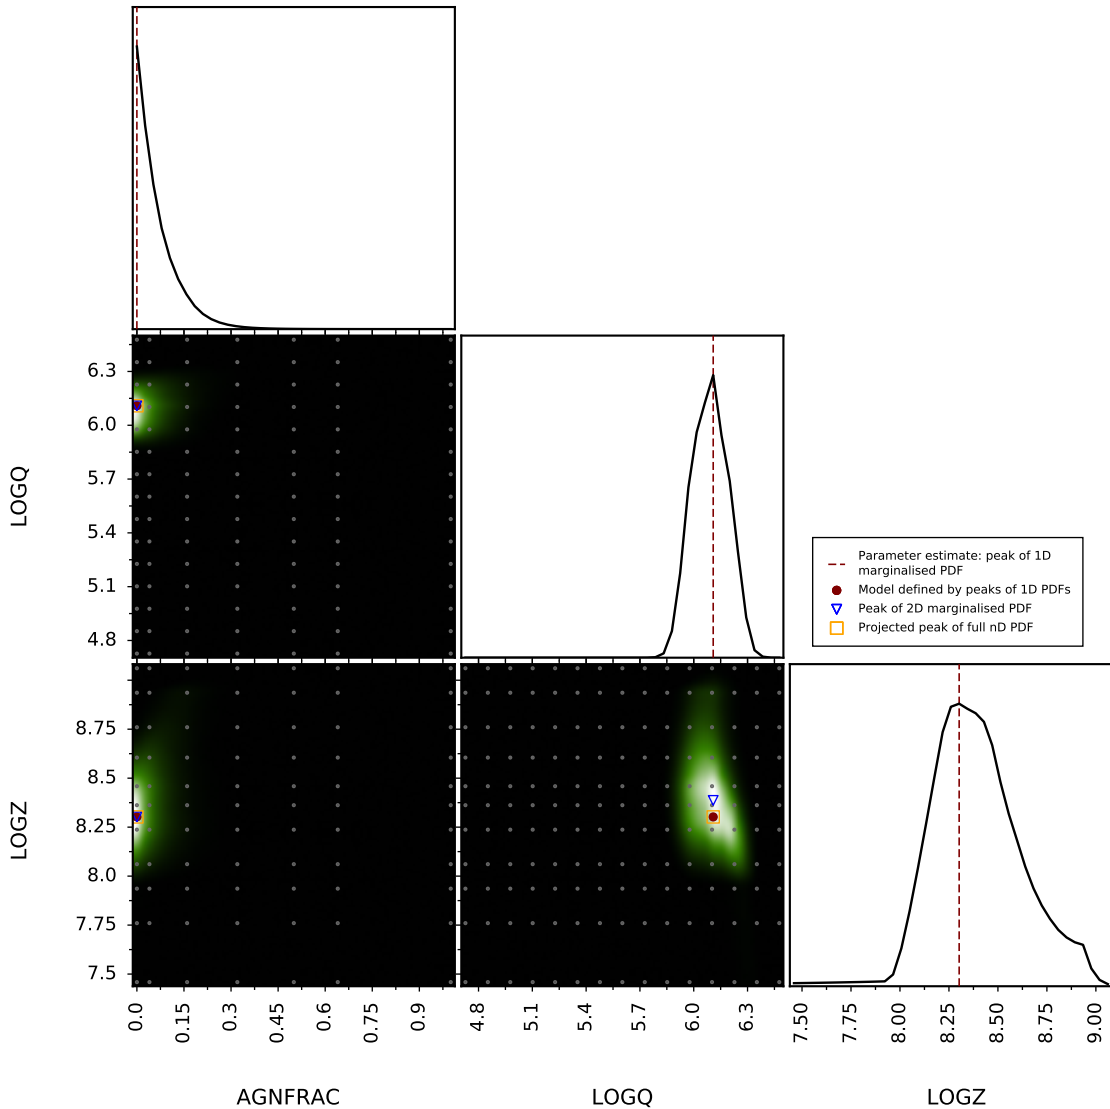 6.3
6.0
5.7
5.4
5.1
4.8
LOGQ
Parameter estimate: peak of 1D
marginalised PDF
Model defined by peaks of 1D PDFs
Peak of 2D marginalised PDF
Projected peak of full nD PDF
8.75
8.5
8.25
8.0
7.75
7.5
LOGZ
0.0 0.15 0.3 0.45 0.6 0.75 0.9
4.8 5.1 5.4 5.7 6.0 6.3
7.50 7.75 8.00 8.25 8.50 8.75 9.00
AGNFRAC LOGQ LOGZ